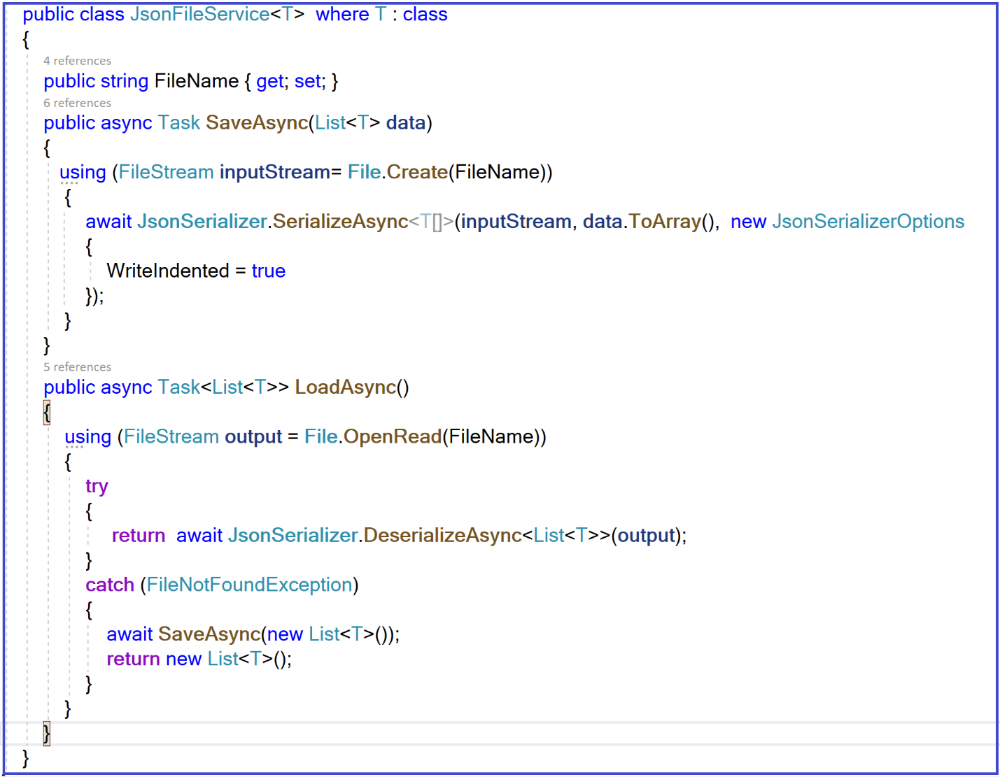 public class JsonFileService<T>  where T : class
{
4 references
public string FileName { get; set; }
6 references
public async Task SaveAsync(List<T> data)
{
using (FileStream inputStream= File.Create(FileName))
{
await JsonSerializer.SerializeAsync<T[]>(inputStream, data.ToArray(),  new JsonSerializerOptions
{
WriteIndented = true
});
}
}
5 references
public async Task<List<T>> LoadAsync()
{
using (FileStream output = File.OpenRead(FileName))
{
try
{
return  await JsonSerializer.DeserializeAsync<List<T>>(output);
}
catch (FileNotFoundException)
{
await SaveAsync(new List<T>());
return new List<T>();
}
}
}
}